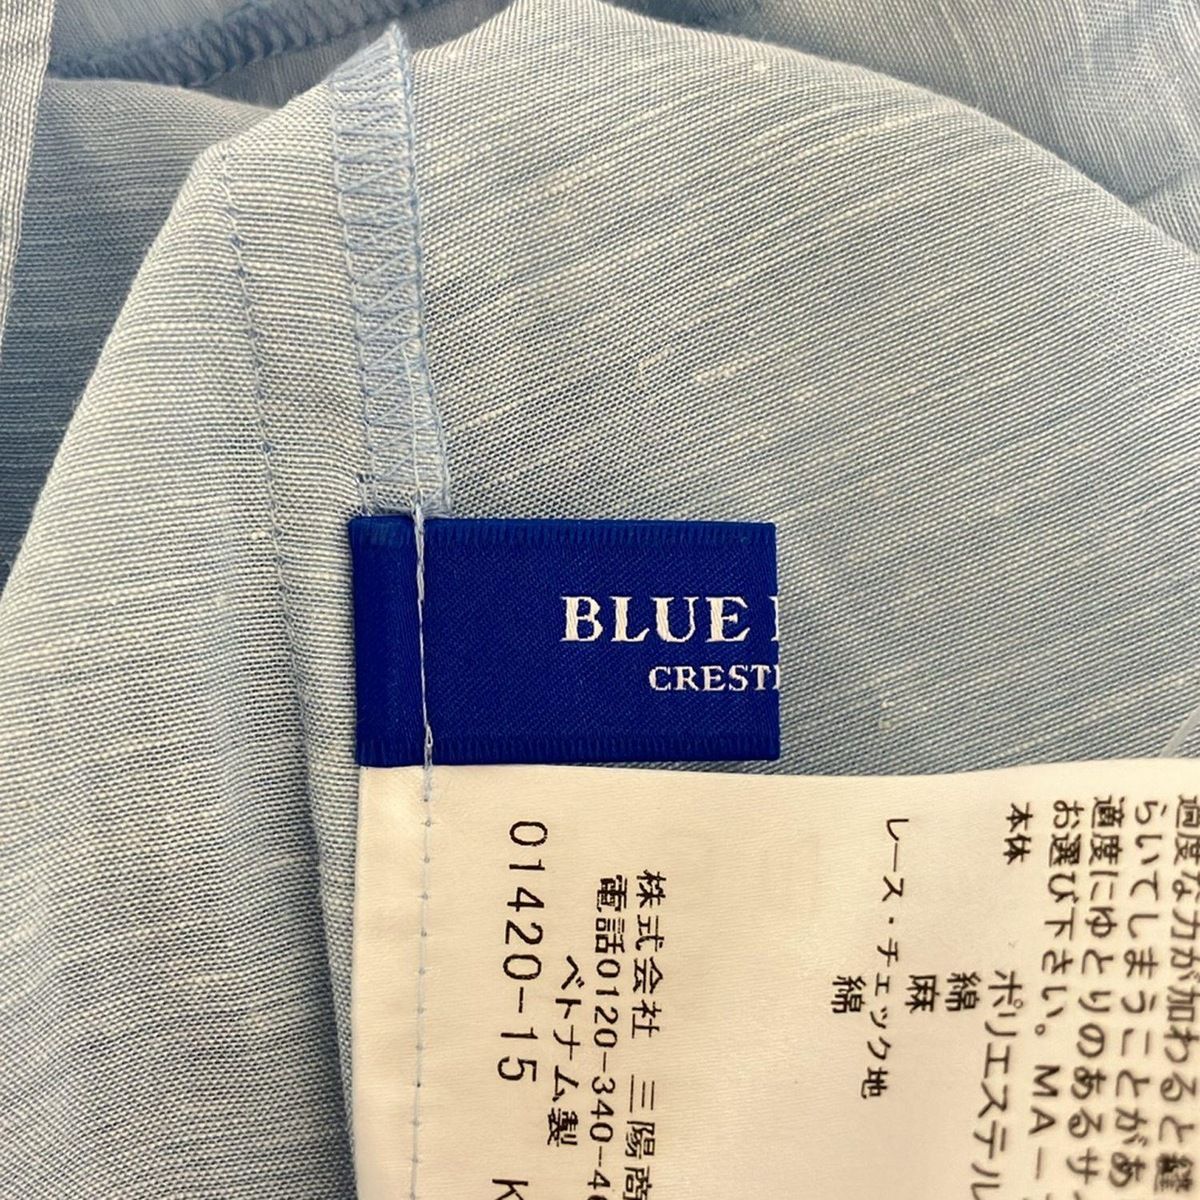 BLUE
CREST
過度な力が加わると縫
らいてしまうことがあ
適度にゆとりのあるサ
お選び下さい。MA－
本体 ポリエステル
綿
麻
レース・チェック地
綿
株式会社 三陽商
電話0120-340-4
ベトナム製
01420-15 K